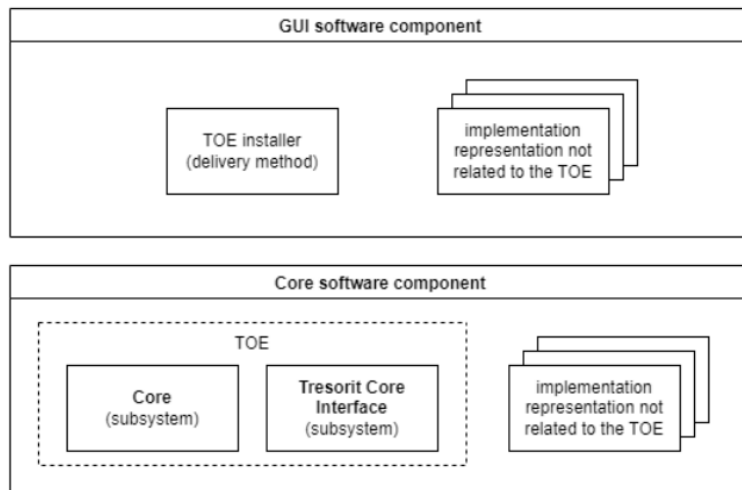 GUI software component
TOE installer
(delivery method)
implementation
representation not
related to the TOE
Core software component
TOE
Core
(subsystem)
Tresorit Core
Interface
(subsystem)
implementation
representation not
related to the TOE